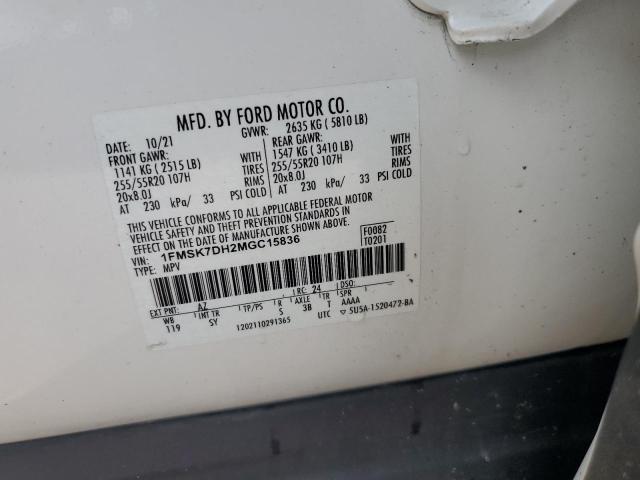 MFD. BY FORD MOTOR CO.
DATE: 10/21 GVWR: 2635 KG ( 5810 LB)
FRONT GAWR: REAR GAWR:
1141 KG ( 2515 LB) WITH 1547 KG ( 3410 LB) WITH
255/55R20 107H TIRES 255/55R20 107H TIRES
20x8.0J RIMS 20x8.0J RIMS
AT 230 kPa/ 33 PSI COLD AT 230 kPa/ 33 PSI COLD
THIS VEHICLE CONFORMS TO ALL APPLICABLE FEDERAL MOTOR
VEHICLE SAFETY AND THEFT PREVENTION STANDARDS IN
EFFECT ON THE DATE OF MANUFACTURE SHOWN ABOVE.
VIN: 1FMSK7DH2MGC15836 F0082
TYPE: MPV T0201
EXT PNT: AZ RC: 24 DSO:
WB INT TR TP/PS R AXLE TR SPR
119 SY S 3B T AAAA
1202110291365 UTC ▽5U5A-1520472-BA